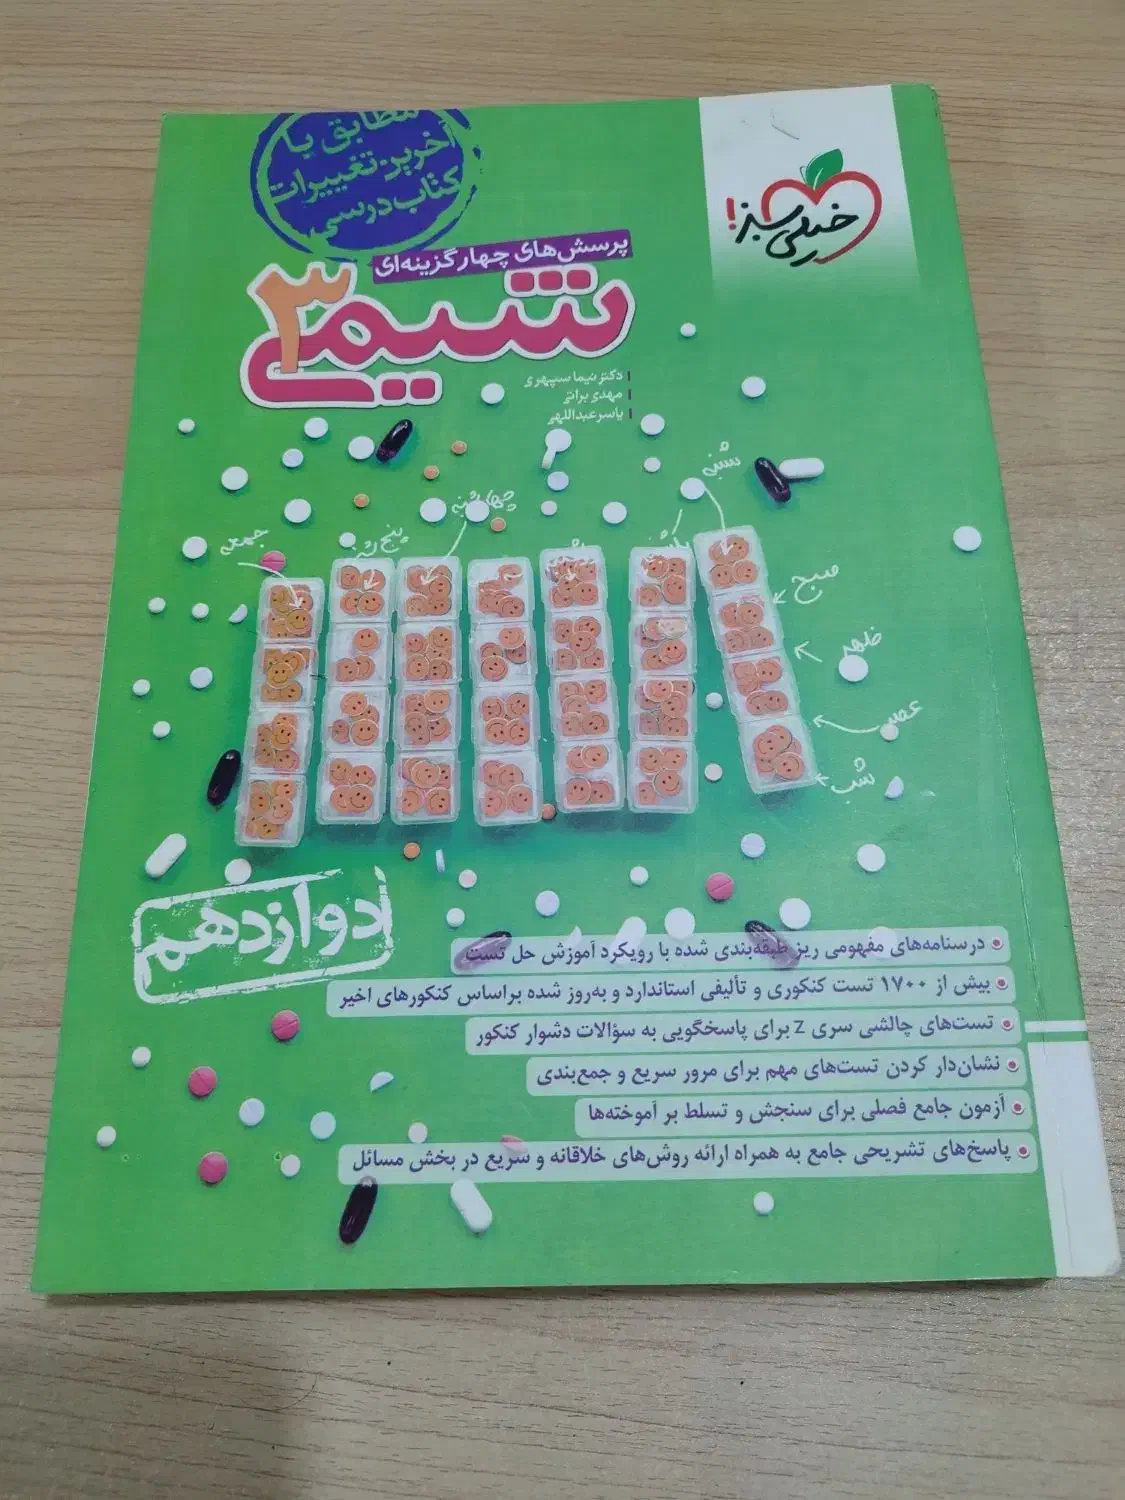 مطابق با
آخرین تغییرات
کتاب درسی
خیلی سبز!
پرسش‌های چهارگزینه‌ای
شیمی ۳
دکتر نیما سپهری
مهدی براتی
یاسر عبداللهی
شنبه
یکشنبه
چهارشنبه
پنج‌شنبه
جمعه
صبح
ظهر
عصر
شب
دوازدهم
درسنامه‌های مفهومی ریز طبقه‌بندی شده با رویکرد آموزش حل تست
بیش از ۱۷۰۰ تست کنکوری و تألیفی استاندارد و به‌روز شده براساس کنکورهای اخیر
تست‌های چالشی سری Z برای پاسخگویی به سؤالات دشوار کنکور
نشان‌دار کردن تست‌های مهم برای مرور سریع و جمع‌بندی
آزمون جامع فصلی برای سنجش و تسلط بر آموخته‌ها
پاسخ‌های تشریحی جامع به همراه ارائه روش‌های خلاقانه و سریع در بخش مسائل